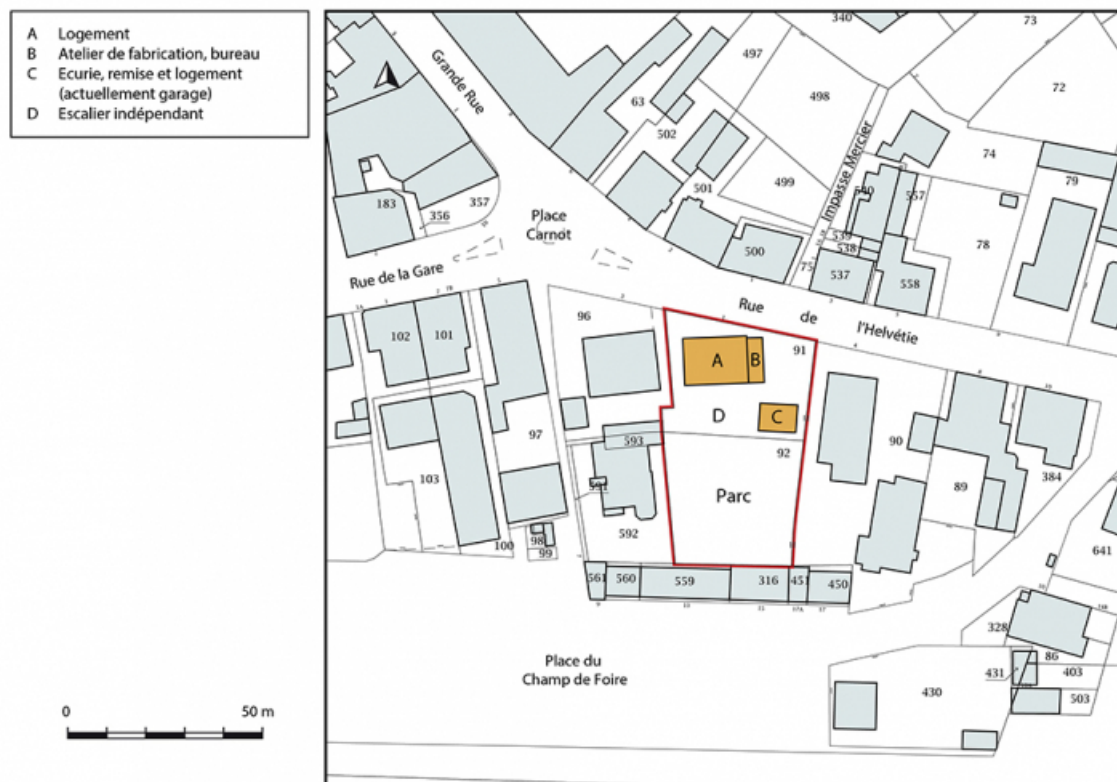 A Logement
B Atelier de fabrication, bureau
C Ecurie, remise et logement
(actuellement garage)
D Escalier indépendant
0 50 m
Grande Rue
340
73
497
498
72
63
502
Impasse Mercier
74
79
499
501
183
356
357
Place
Carnot
540
557
539
538
78
500
75
537
558
Rue de la Gare
Rue de l'Helvétie
96
102
101
A
B
91
D
C
593
92
97
90
103
591
Parc
89
384
592
100
98
99
641
561
560
559
316
451
450
328
Place du
Champ de Foire
86
431
403
430
503